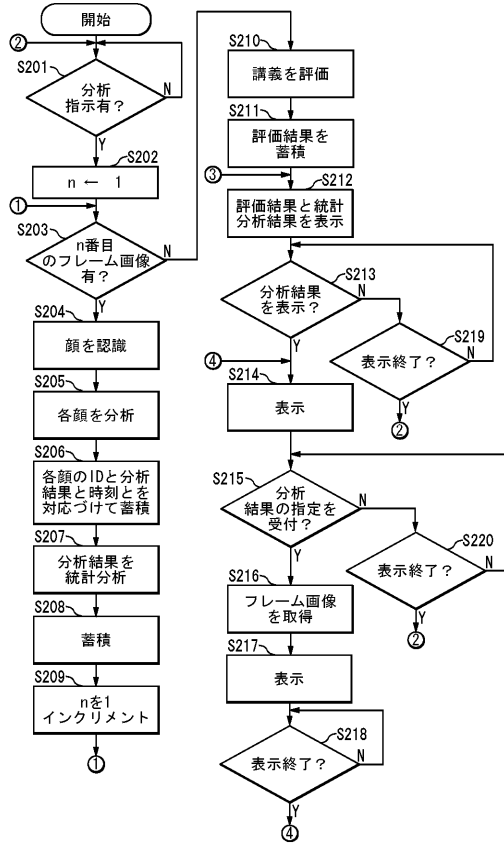 開始
②
S201
分析
指示有？
N
Y
S202
n ← 1
①
S203
n番目
のフレーム画像
有？
N
Y
S204
顔を認識
S205
各顔を分析
S206
各顔のIDと分析
結果と時刻とを
対応づけて蓄積
S207
分析結果を
統計分析
S208
蓄積
S209
nを1
インクリメント
①
S210
講義を評価
S211
評価結果を
蓄積
③
S212
評価結果と統計
分析結果を表示
S213
分析結果
を表示？
N
Y
S219
表示終了？
N
Y
②
④
S214
表示
S215
分析
結果の指定を
受付？
N
Y
S220
表示終了？
N
Y
②
S216
フレーム画像
を取得
S217
表示
S218
表示終了？
N
Y
④